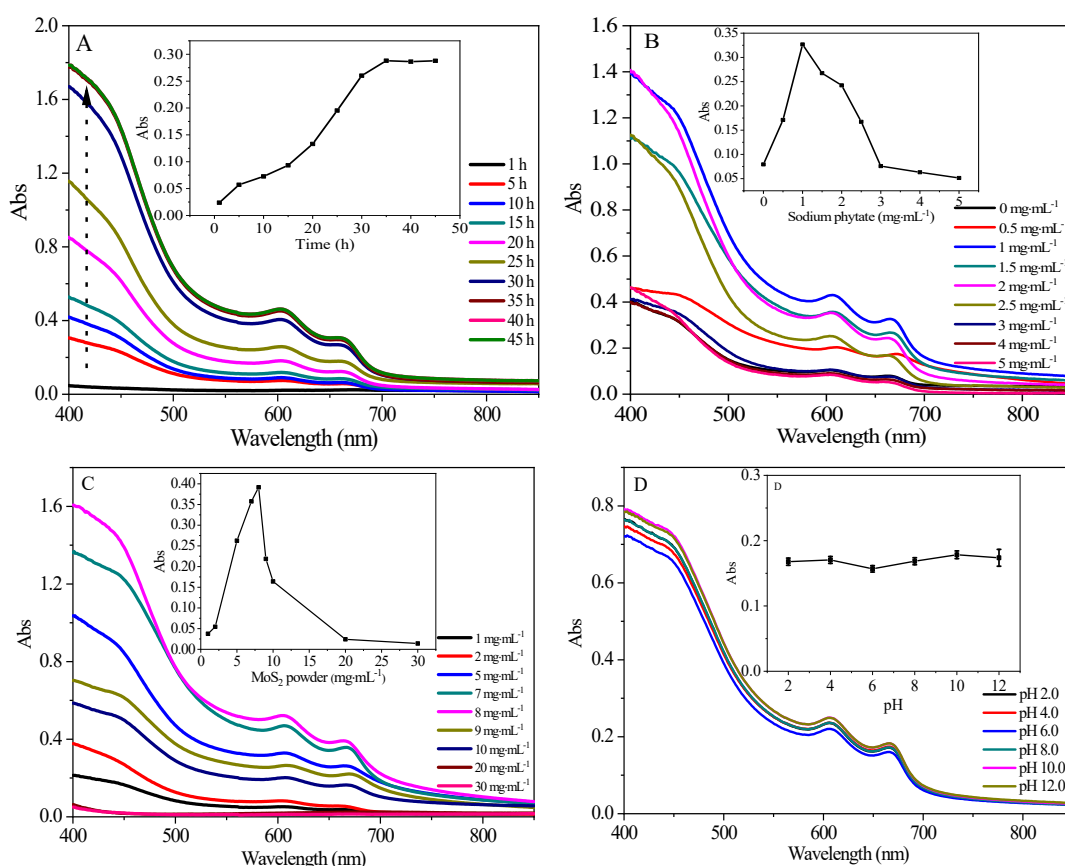 A
Abs
2.0
1.6
1.2
0.8
0.4
0.0
400 500 600 700 800
Wavelength (nm)
Abs
0.35
0.30
0.25
0.20
0.15
0.10
0.05
0.00
0 10 20 30 40 50
Time (h)
1 h
5 h
10 h
15 h
20 h
25 h
30 h
35 h
40 h
45 h
B
Abs
1.6
1.4
1.2
1.0
0.8
0.6
0.4
0.2
0.0
400 500 600 700 800
Wavelength (nm)
Abs
0.35
0.30
0.25
0.20
0.15
0.10
0.05
0 1 2 3 4 5
Sodium phytate (mg·mL⁻¹)
0 mg·mL⁻¹
0.5 mg·mL⁻¹
1 mg·mL⁻¹
1.5 mg·mL⁻¹
2 mg·mL⁻¹
2.5 mg·mL⁻¹
3 mg·mL⁻¹
4 mg·mL⁻¹
5 mg·mL⁻¹
C
Abs
1.6
1.2
0.8
0.4
0.0
400 500 600 700 800
Wavelength (nm)
Abs
0.40
0.35
0.30
0.25
0.20
0.15
0.10
0.05
0.00
0 5 10 15 20 25 30
MoS₂ powder (mg·mL⁻¹)
1 mg·mL⁻¹
2 mg·mL⁻¹
5 mg·mL⁻¹
7 mg·mL⁻¹
8 mg·mL⁻¹
9 mg·mL⁻¹
10 mg·mL⁻¹
20 mg·mL⁻¹
30 mg·mL⁻¹
D
Abs
0.8
0.6
0.4
0.2
0.0
400 500 600 700 800
Wavelength (nm)
D
Abs
0.3
0.2
0.1
0.0
2 4 6 8 10 12
pH
pH 2.0
pH 4.0
pH 6.0
pH 8.0
pH 10.0
pH 12.0